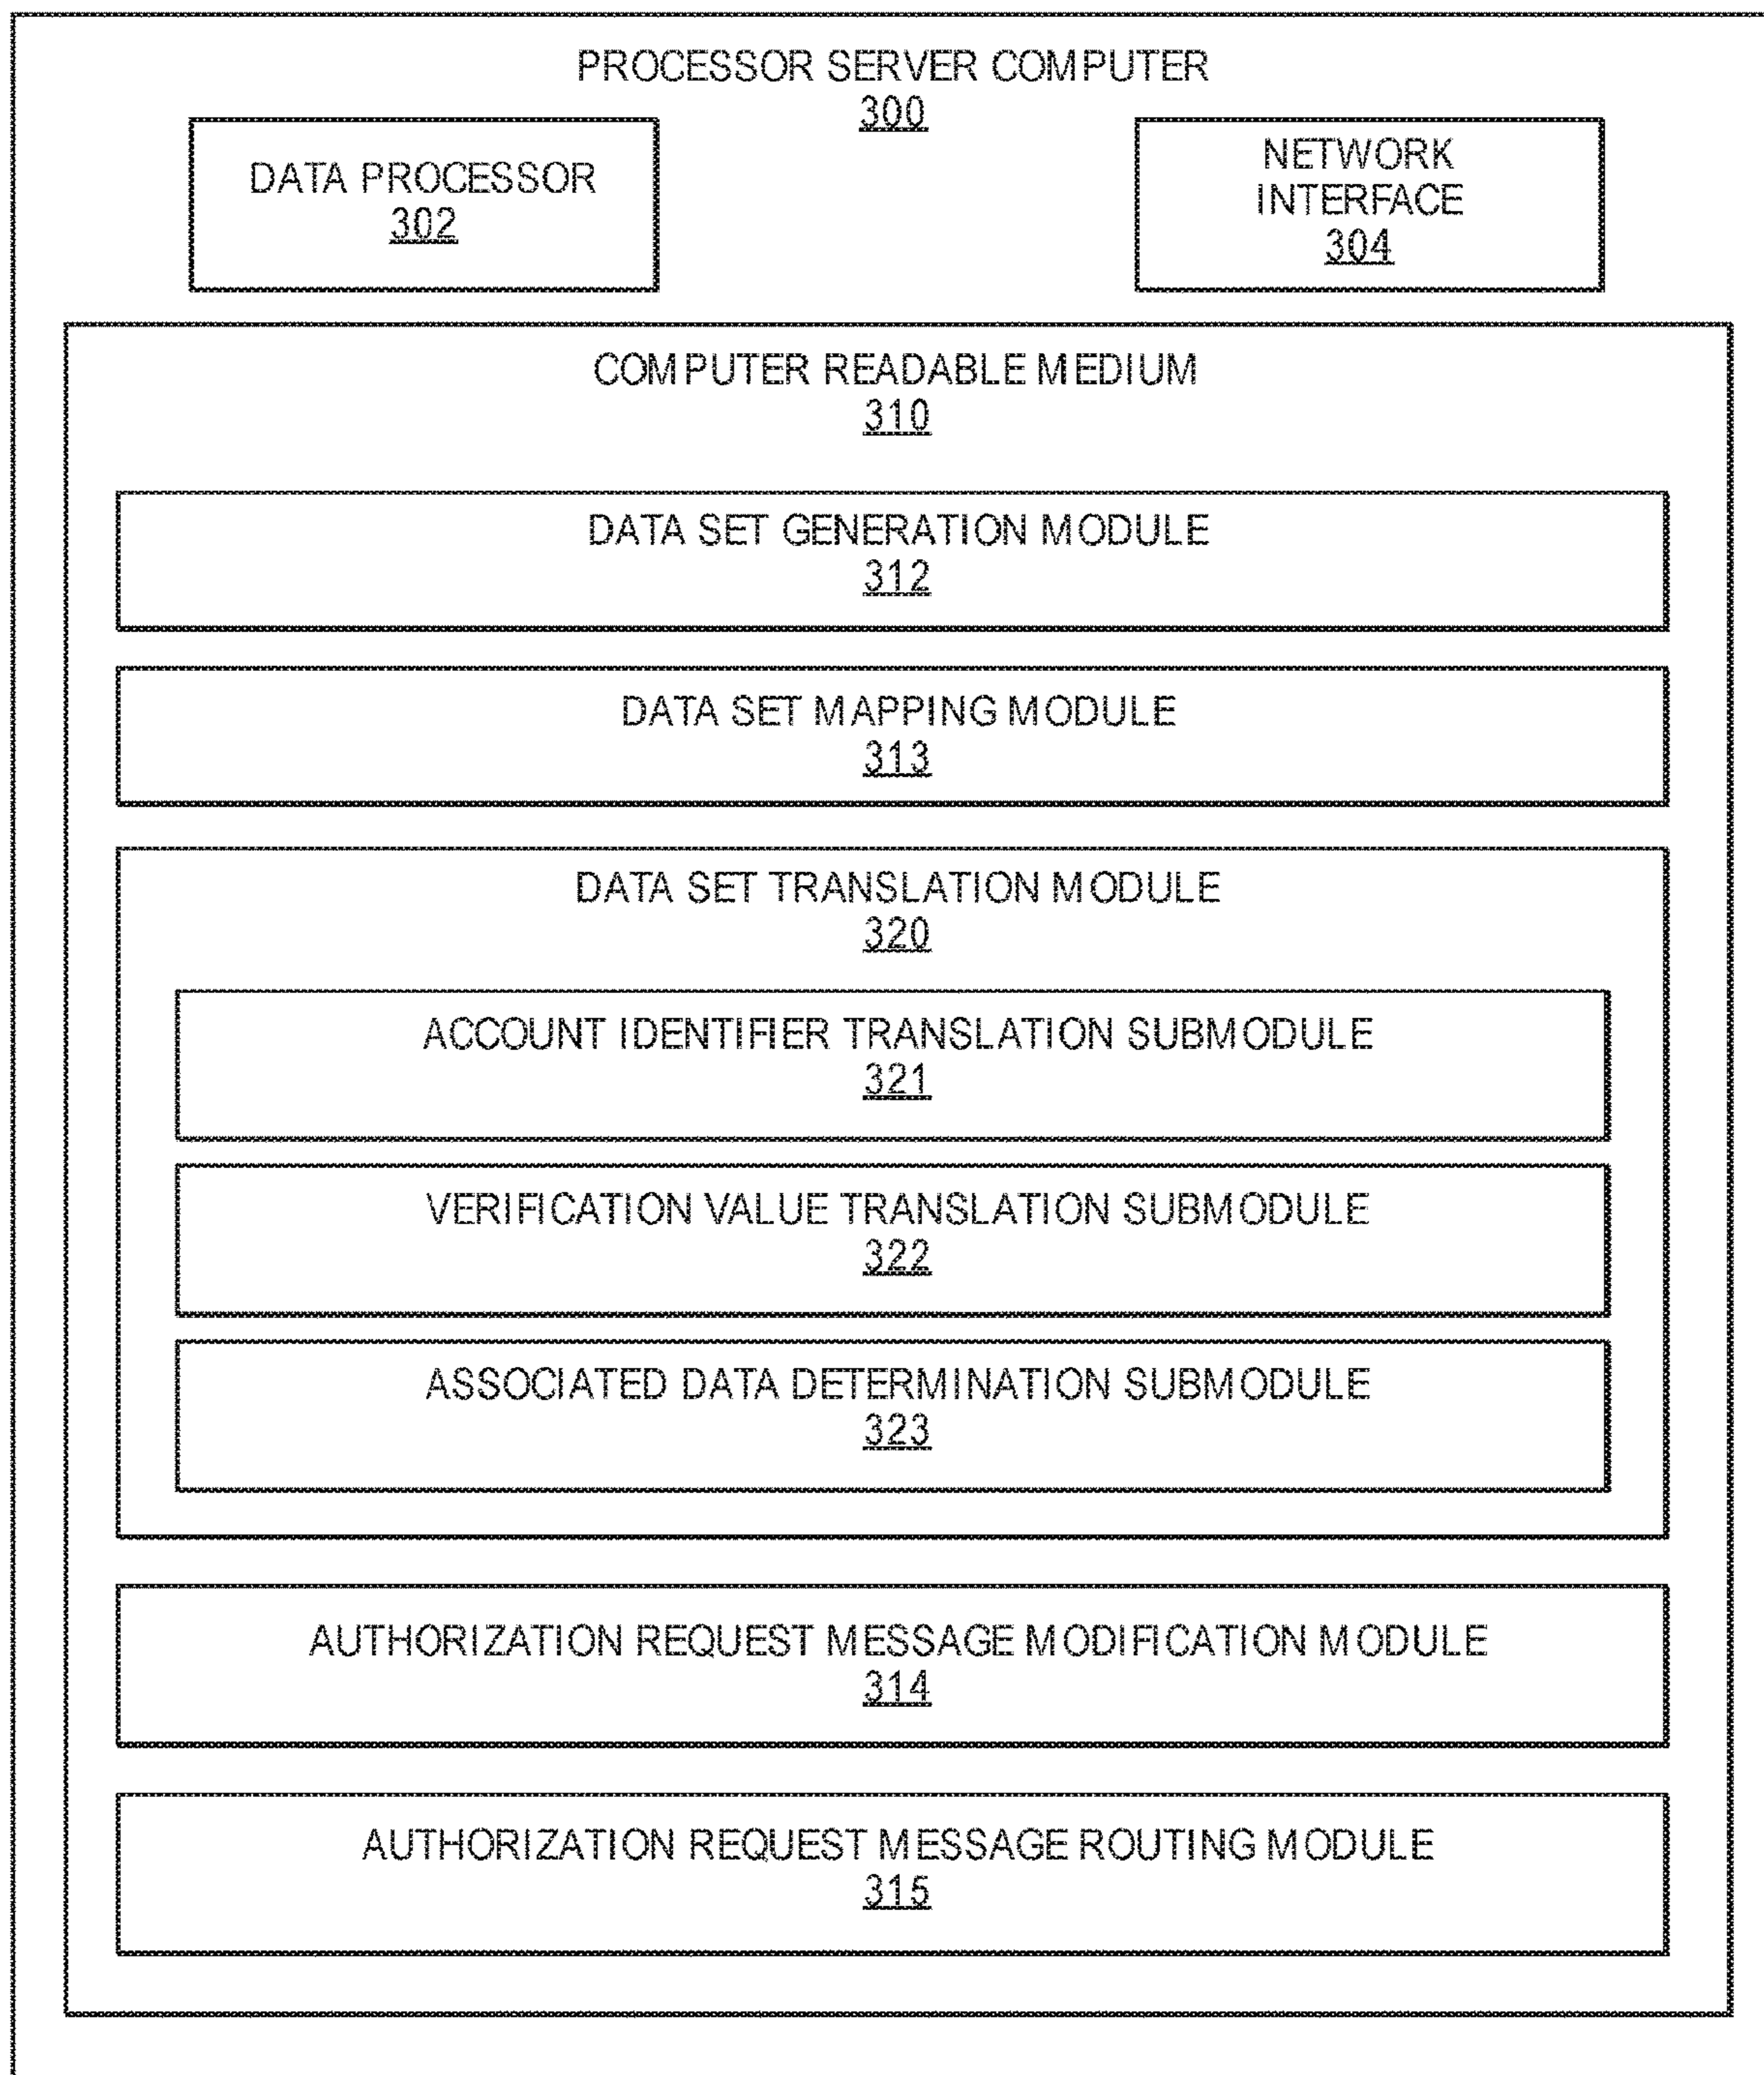 PROCESSOR SERVER COMPUTER
300
DATA PROCESSOR
302
NETWORK
INTERFACE
304
COMPUTER READABLE MEDIUM
310
DATA SET GENERATION MODULE
312
DATA SET MAPPING MODULE
313
DATA SET TRANSLATION MODULE
320
ACCOUNT IDENTIFIER TRANSLATION SUBMODULE
321
VERIFICATION VALUE TRANSLATION SUBMODULE
322
ASSOCIATED DATA DETERMINATION SUBMODULE
323
AUTHORIZATION REQUEST MESSAGE MODIFICATION MODULE
314
AUTHORIZATION REQUEST MESSAGE ROUTING MODULE
315